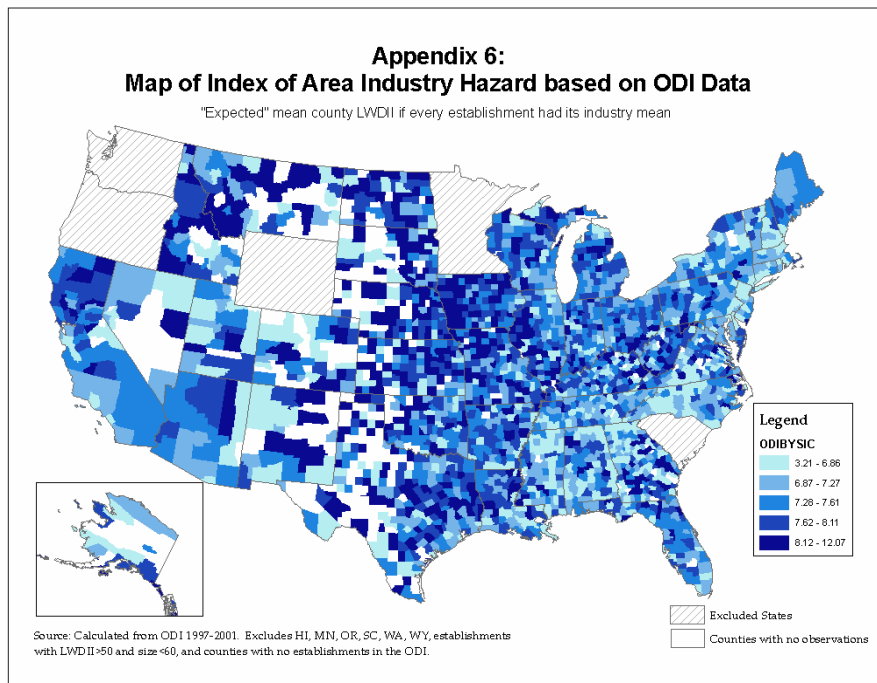 Appendix 6:
Map of Index of Area Industry Hazard based on ODI Data
"Expected" mean county LWDII if every establishment had its industry mean
Legend
ODIBYSIC
3.21 - 6.86
6.87 - 7.27
7.28 - 7.61
7.62 - 8.11
8.12 - 12.07
Excluded States
Counties with no observations
Source: Calculated from ODI 1997-2001. Excludes HI, MN, OR, SC, WA, WY, establishments
with LWDII>50 and size<60, and counties with no establishments in the ODI.